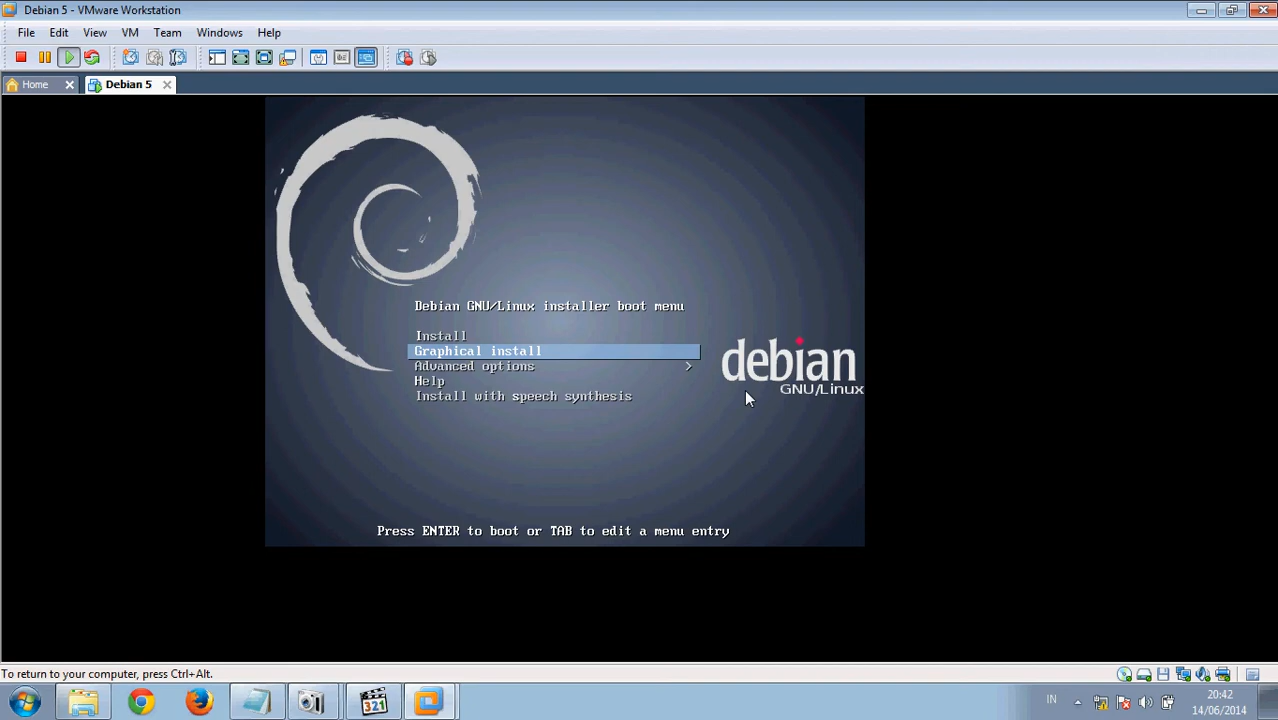 Debian 5 - VMware Workstation
File Edit View VM Team Windows Help
Home
Debian 5
Debian GNU/Linux installer boot menu
Install
Graphical install
Advanced options >
Help
Install with speech synthesis
debian
GNU/Linux
Press ENTER to boot or TAB to edit a menu entry
To return to your computer, press Ctrl+Alt.
321
IN
20:42
14/06/2014